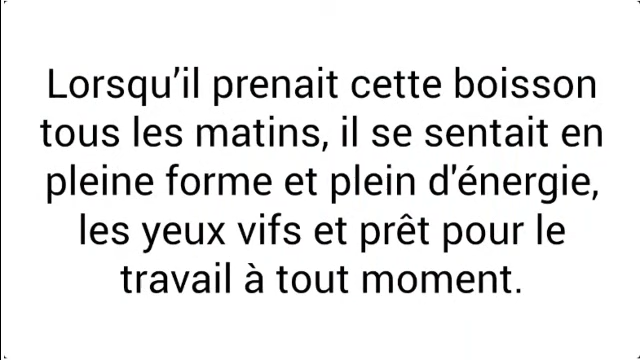 Lorsqu’il prenait cette boisson
tous les matins, il se sentait en
pleine forme et plein d'énergie,
les yeux vifs et prêt pour le
travail à tout moment.